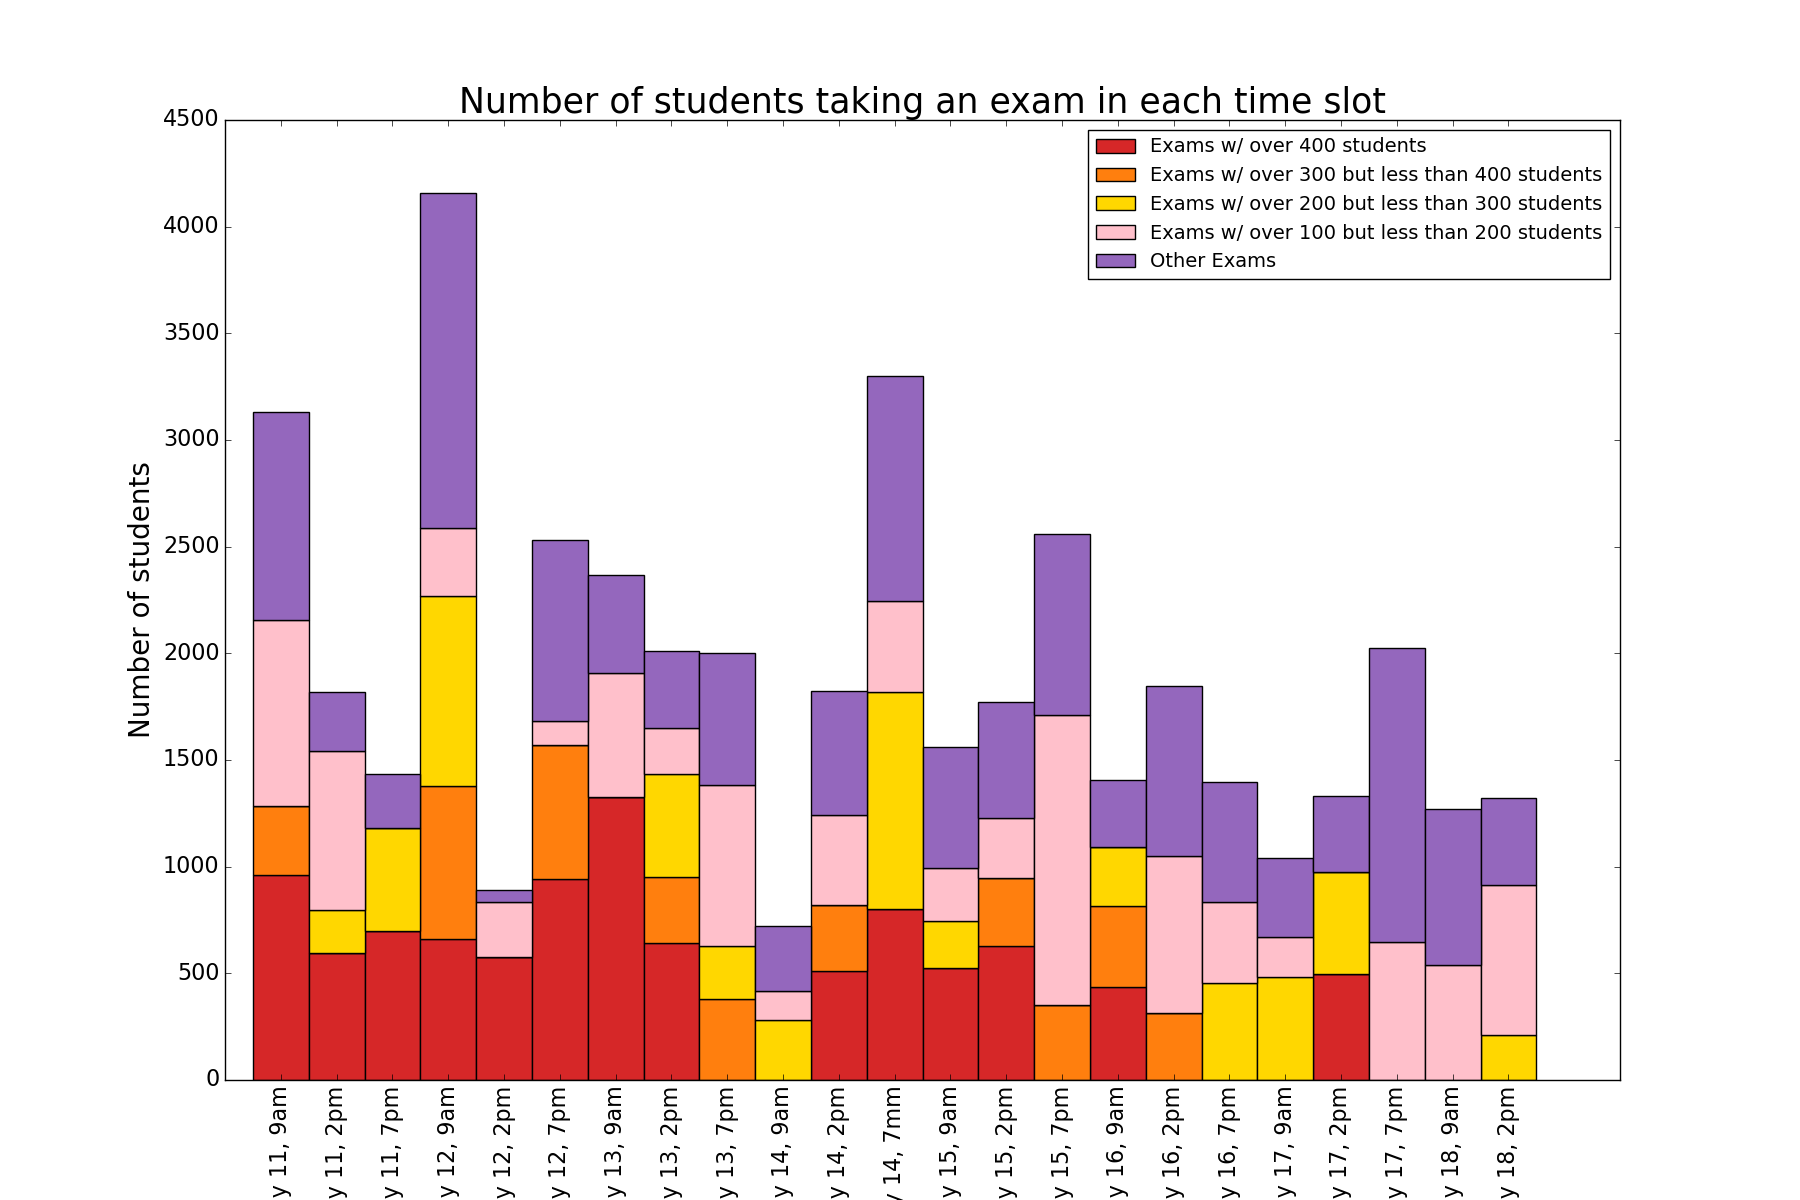 Number of students taking an exam in each time slot
Number of students
4500
4000
3500
3000
2500
2000
1500
1000
500
0
Exams w/ over 400 students
Exams w/ over 300 but less than 400 students
Exams w/ over 200 but less than 300 students
Exams w/ over 100 but less than 200 students
Other Exams
y 11, 9am
y 11, 2pm
y 11, 7pm
y 12, 9am
y 12, 2pm
y 12, 7pm
y 13, 9am
y 13, 2pm
y 13, 7pm
y 14, 9am
y 14, 2pm
y 14, 7mm
y 15, 9am
y 15, 2pm
y 15, 7pm
y 16, 9am
y 16, 2pm
y 16, 7pm
y 17, 9am
y 17, 2pm
y 17, 7pm
y 18, 9am
y 18, 2pm